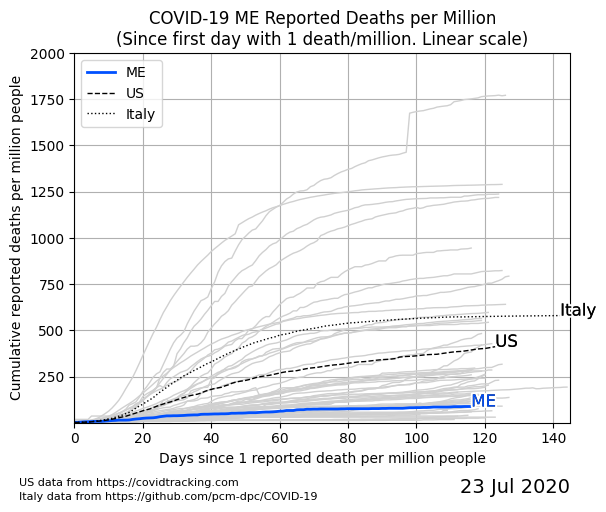 COVID-19 ME Reported Deaths per Million
(Since first day with 1 death/million. Linear scale)
Cumulative reported deaths per million people
2000
1750
1500
1250
1000
750
500
250
ME
US
Italy
Italy
US
ME
0 20 40 60 80 100 120 140
Days since 1 reported death per million people
US data from https://covidtracking.com
Italy data from https://github.com/pcm-dpc/COVID-19
23 Jul 2020